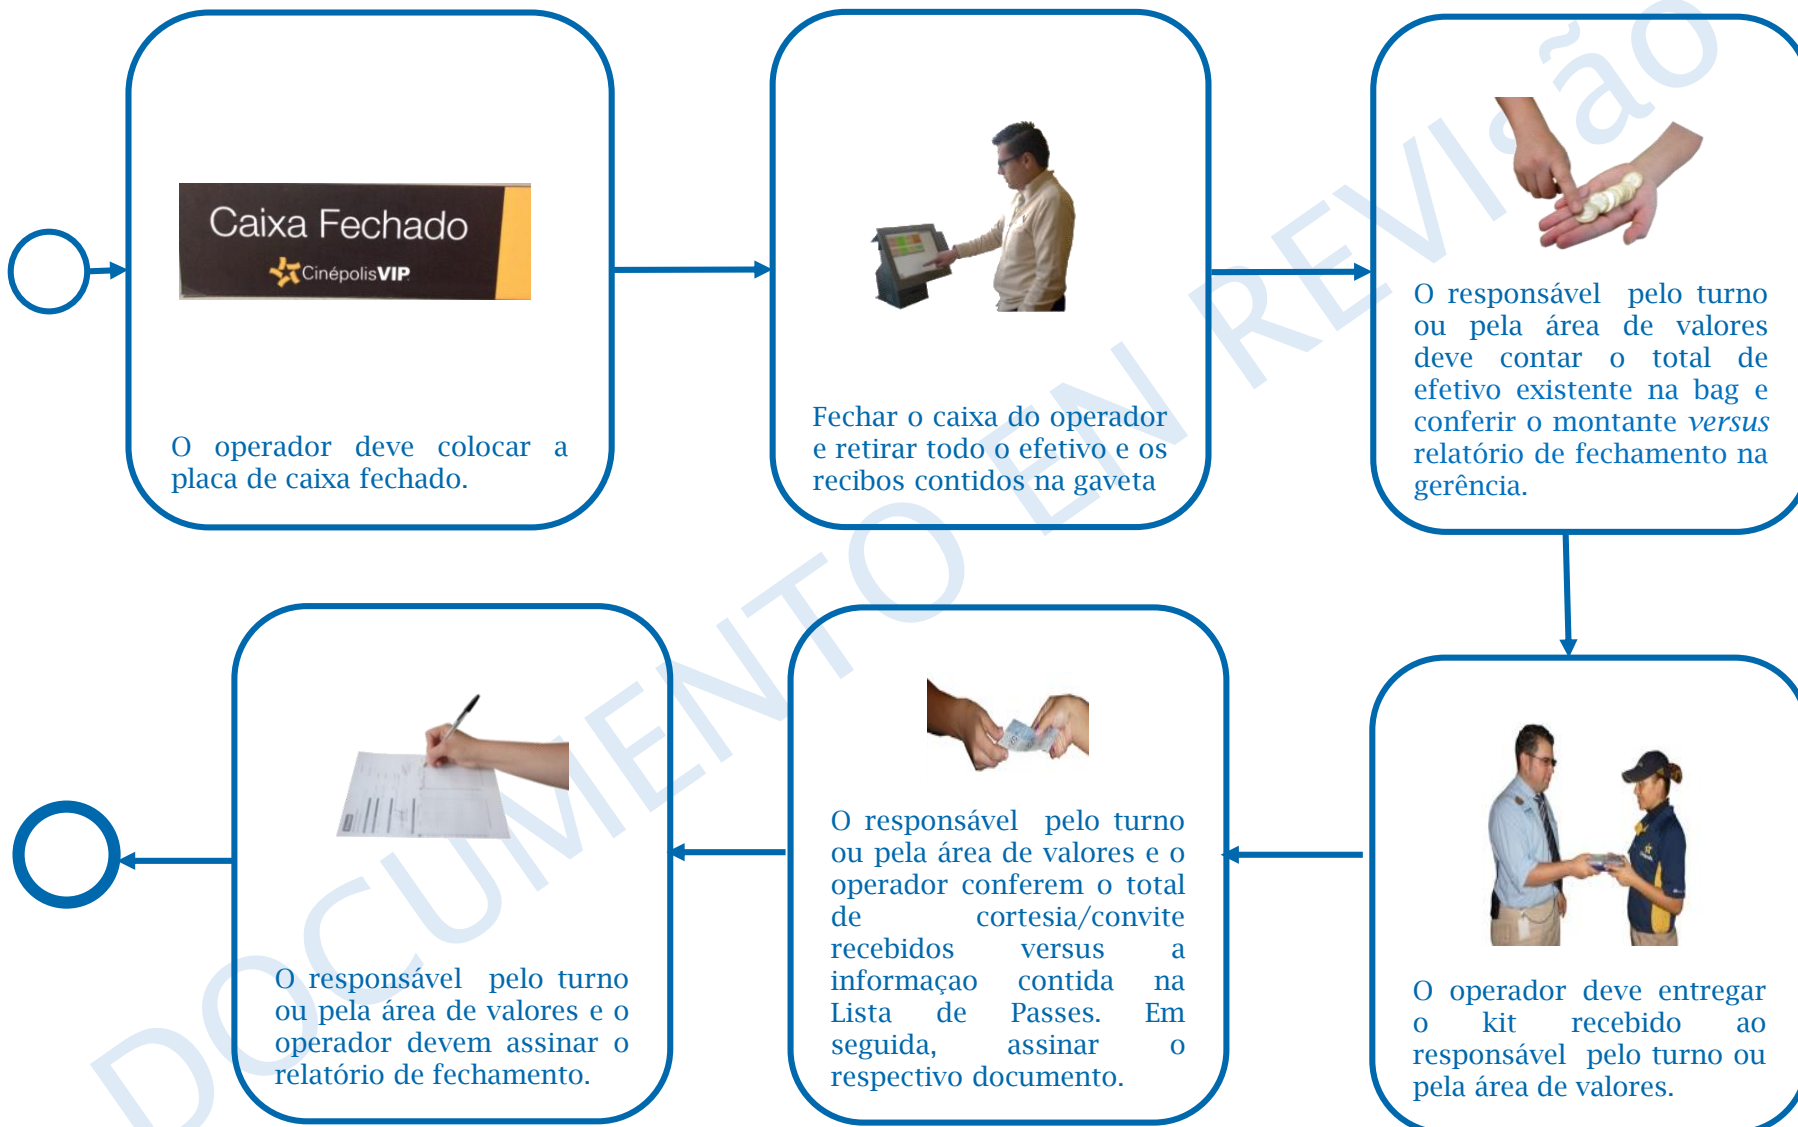 Caixa Fechado
CinépolisVIP
O operador deve colocar a
placa de caixa fechado.
Fechar o caixa do operador
e retirar todo o efetivo e os
recibos contidos na gaveta
O responsável pelo turno
ou pela área de valores
deve contar o total de
efetivo existente na bag e
conferir o montante versus
relatório de fechamento na
gerência.
O operador deve entregar
o kit recebido ao
responsável pelo turno ou
pela área de valores.
O responsável pelo turno
ou pela área de valores e o
operador conferem o total
de cortesia/convite
recebidos versus a
informaçao contida na
Lista de Passes. Em
seguida, assinar o
respectivo documento.
O responsável pelo turno
ou pela área de valores e o
operador devem assinar o
relatório de fechamento.
DOCUMENTO EN REVISão